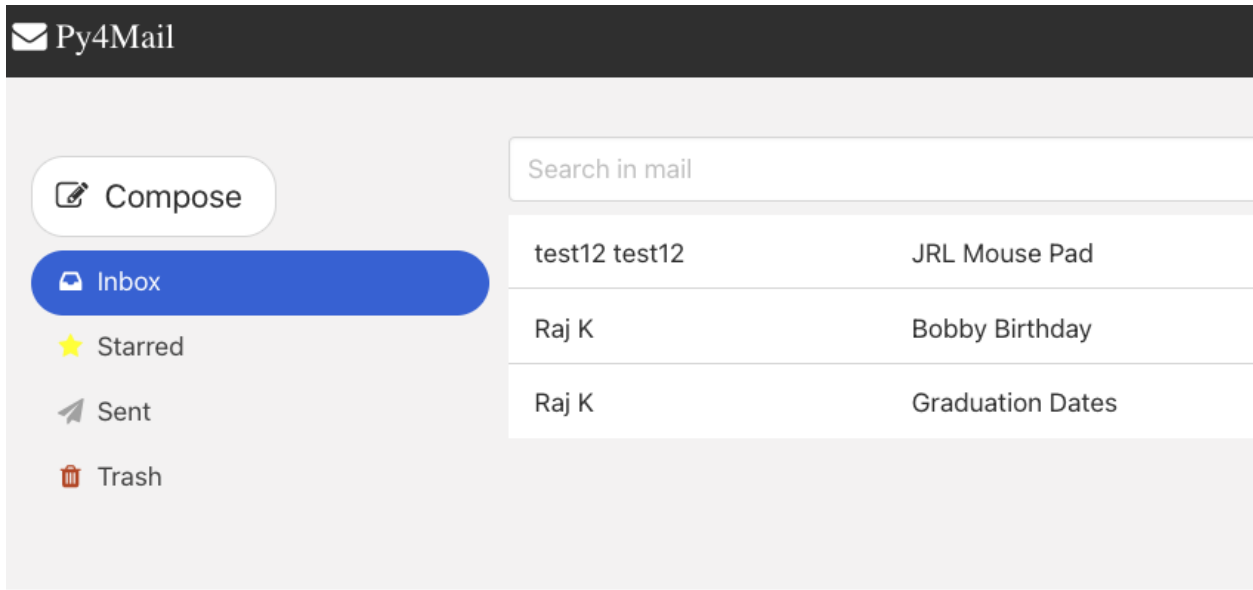 Py4Mail
Compose
Inbox
Starred
Sent
Trash
Search in mail
test12 test12 JRL Mouse Pad
Raj K Bobby Birthday
Raj K Graduation Dates